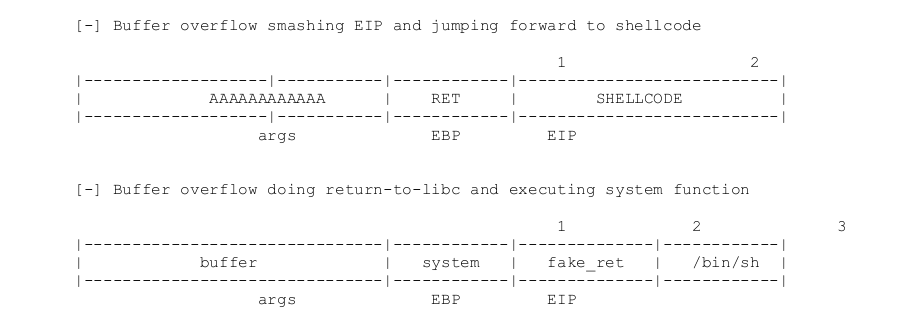 [-] Buffer overflow smashing EIP and jumping forward to shellcode
1 2
|-------------------|-----------|------------|---------------------------|
| AAAAAAAAAAAA | RET | SHELLCODE |
|-------------------|-----------|------------|---------------------------|
args EBP EIP
[-] Buffer overflow doing return-to-libc and executing system function
1 2 3
|-------------------------------|------------|--------------|------------|
| buffer | system | fake_ret | /bin/sh |
|-------------------------------|------------|--------------|------------|
args EBP EIP